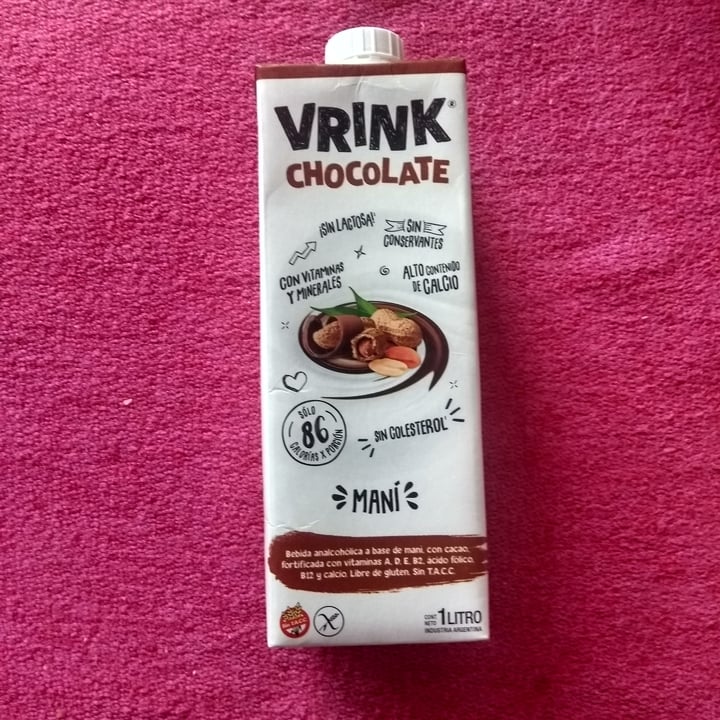 VRINK®
CHOCOLATE
¡SIN LACTOSA!
SIN
CONSERVANTES
CON VITAMINAS
Y MINERALES
ALTO CONTENIDO
DE CALCIO
SÓLO
86
CALORÍAS X PORCIÓN
SIN COLESTEROL
MANÍ
Bebida analcohólica a base de maní, con cacao,
fortificada con vitaminas A, D, E, B2, ácido fólico,
B12 y calcio. Libre de gluten. Sin T.A.C.C.
Sin T.A.C.C.
CONT.
NETO
1 LITRO
INDUSTRIA ARGENTINA